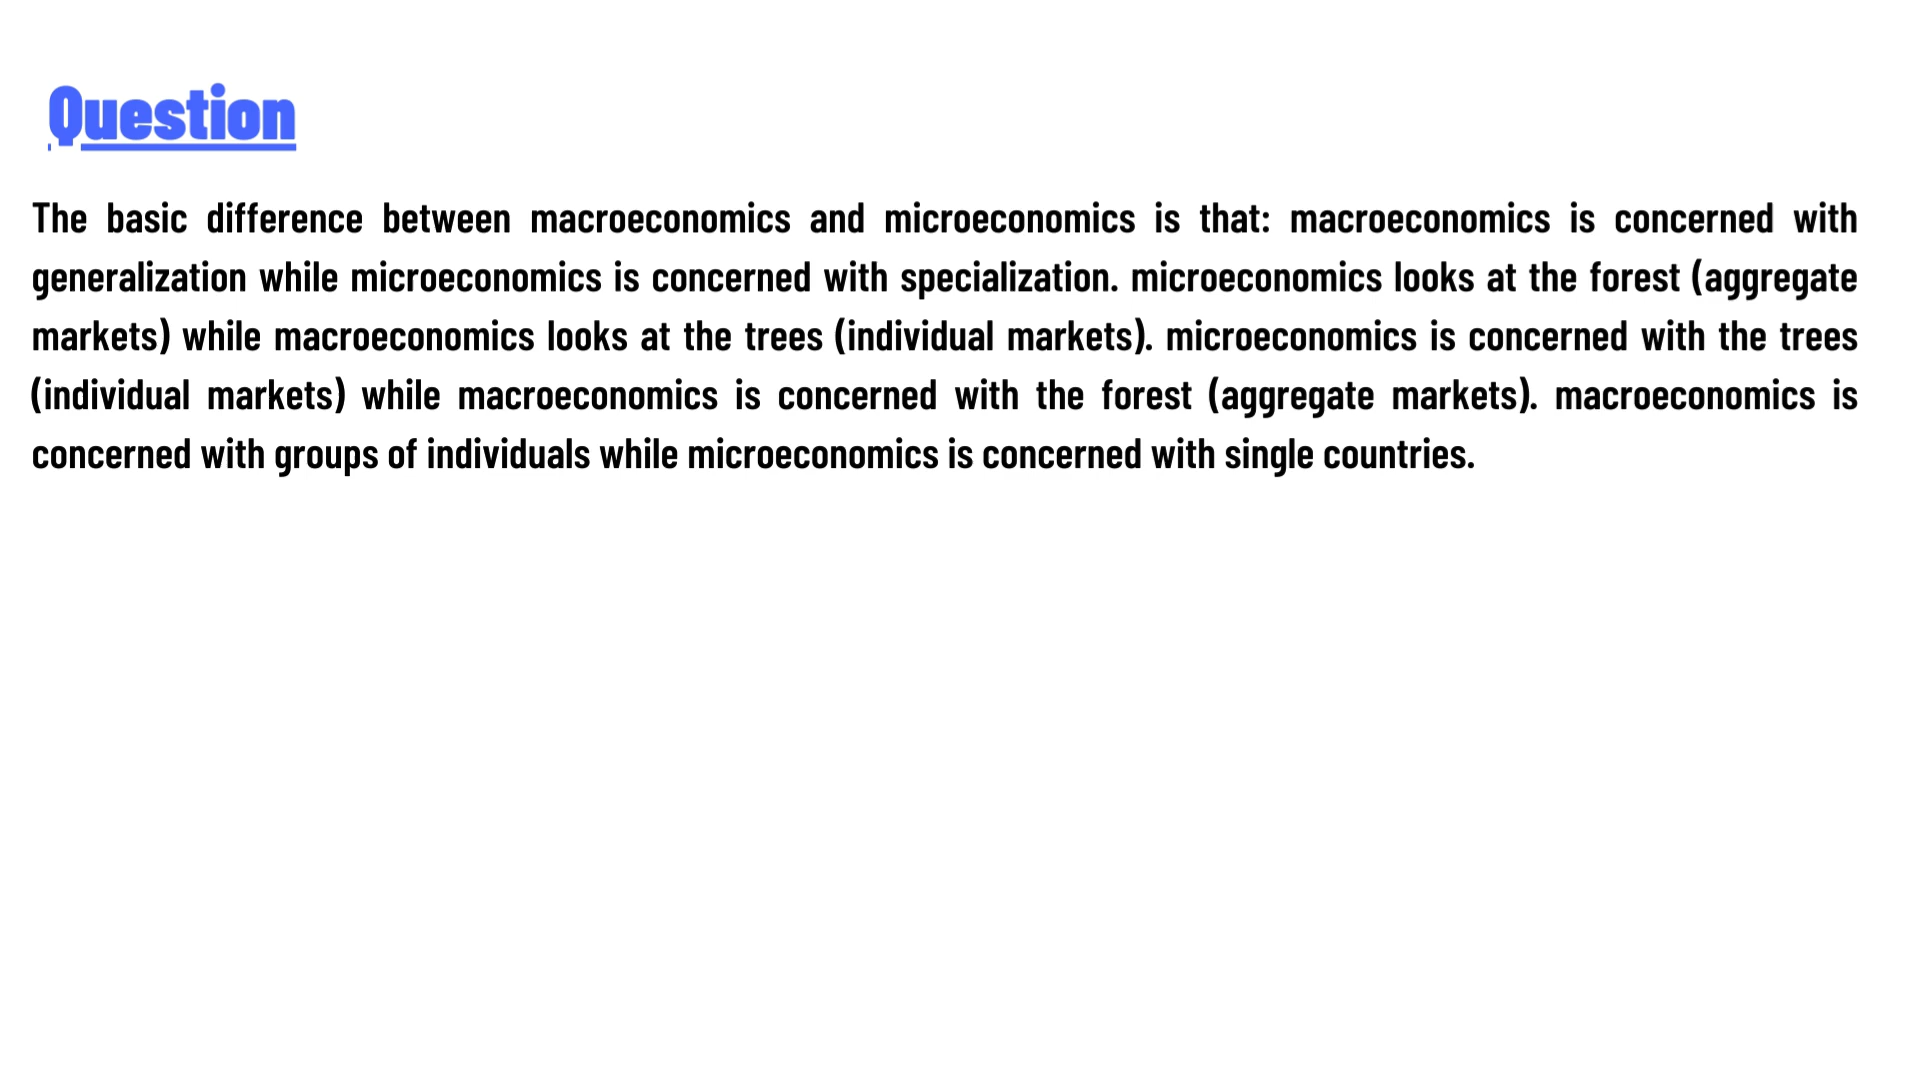 Question
The basic difference between macroeconomics and microeconomics is that: macroeconomics is concerned with
generalization while microeconomics is concerned with specialization. microeconomics looks at the forest (aggregate
markets) while macroeconomics looks at the trees (individual markets). microeconomics is concerned with the trees
(individual markets) while macroeconomics is concerned with the forest (aggregate markets). macroeconomics is
concerned with groups of individuals while microeconomics is concerned with single countries.